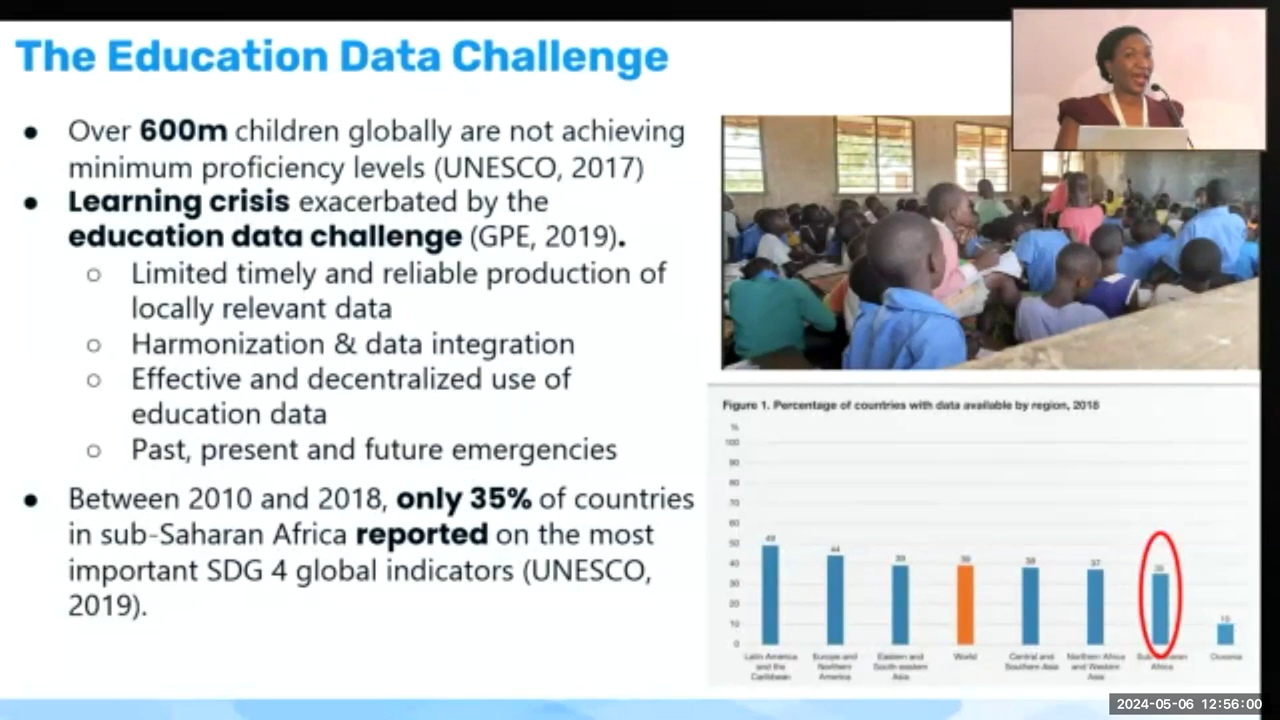 The Education Data Challenge
● Over 600m children globally are not achieving
minimum proficiency levels (UNESCO, 2017)
● Learning crisis exacerbated by the
education data challenge (GPE, 2019).
○ Limited timely and reliable production of
locally relevant data
○ Harmonization & data integration
○ Effective and decentralized use of
education data
○ Past, present and future emergencies
● Between 2010 and 2018, only 35% of countries
in sub-Saharan Africa reported on the most
important SDG 4 global indicators (UNESCO,
2019).
Figure 1. Percentage of countries with data available by region, 2018
%
100
90
80
70
60
50
40
30
20
10
0
49
44
39
39
38
37
35
10
Latin America
and the
Caribbean
Europe and
Northern
America
Eastern and
South-eastern
Asia
World
Central and
Southern Asia
Northern Africa
and Western
Asia
Sub-Saharan
Africa
Oceania
2024-05-06 12:56:00